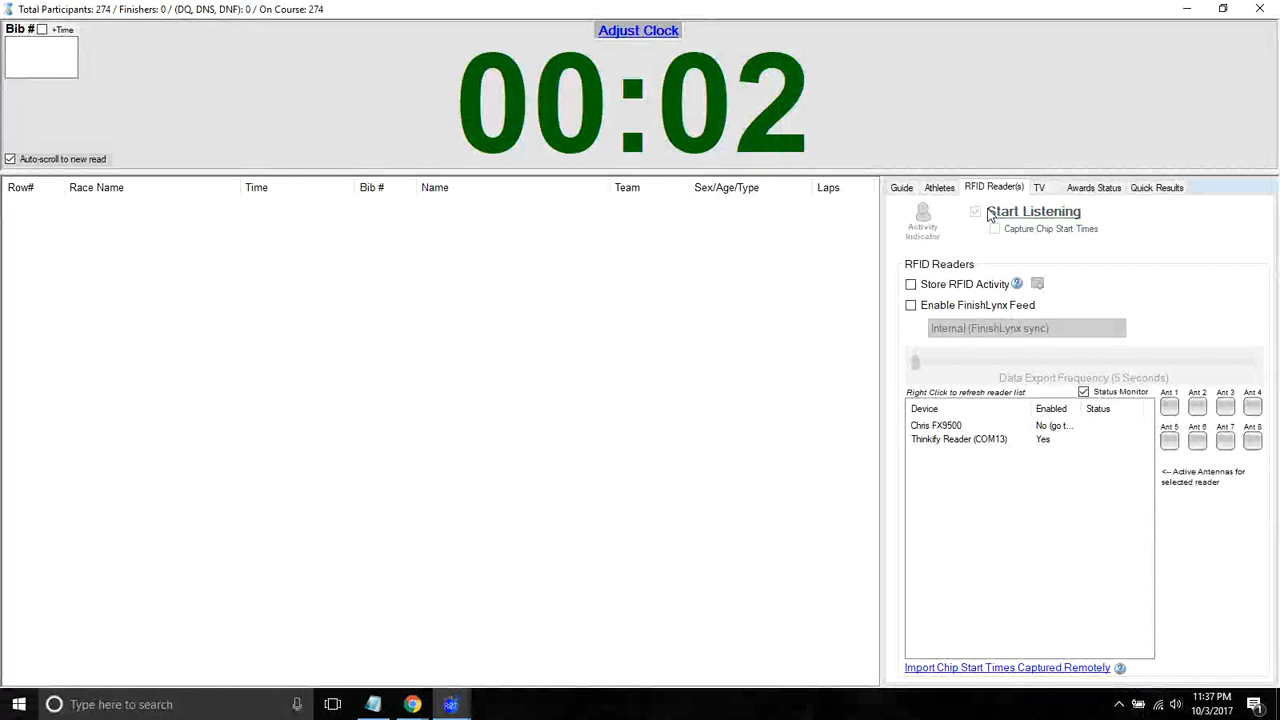 Total Participants: 274 / Finishers: 0 / (DQ, DNS, DNF): 0 / On Course: 274
Bib # +Time
Adjust Clock
00:02
Auto-scroll to new read
Row# Race Name Time Bib # Name Team Sex/Age/Type Laps
Guide Athletes RFID Reader(s) TV Awards Status Quick Results
Start Listening
Activity Indicator
Capture Chip Start Times
RFID Readers
Store RFID Activity
Enable FinishLynx Feed
Internal (FinishLynx sync)
Data Export Frequency (5 Seconds)
Right Click to refresh reader list Status Monitor
Ant 1 Ant 2 Ant 3 Ant 4
Device Enabled Status
Chris FX9500 No (go t...
Ant 5 Ant 6 Ant 7 Ant 8
Thinkify Reader (COM13) Yes
<-- Active Antennas for
selected reader
Import Chip Start Times Captured Remotely
Type here to search
R2T
11:37 PM
10/3/2017
1